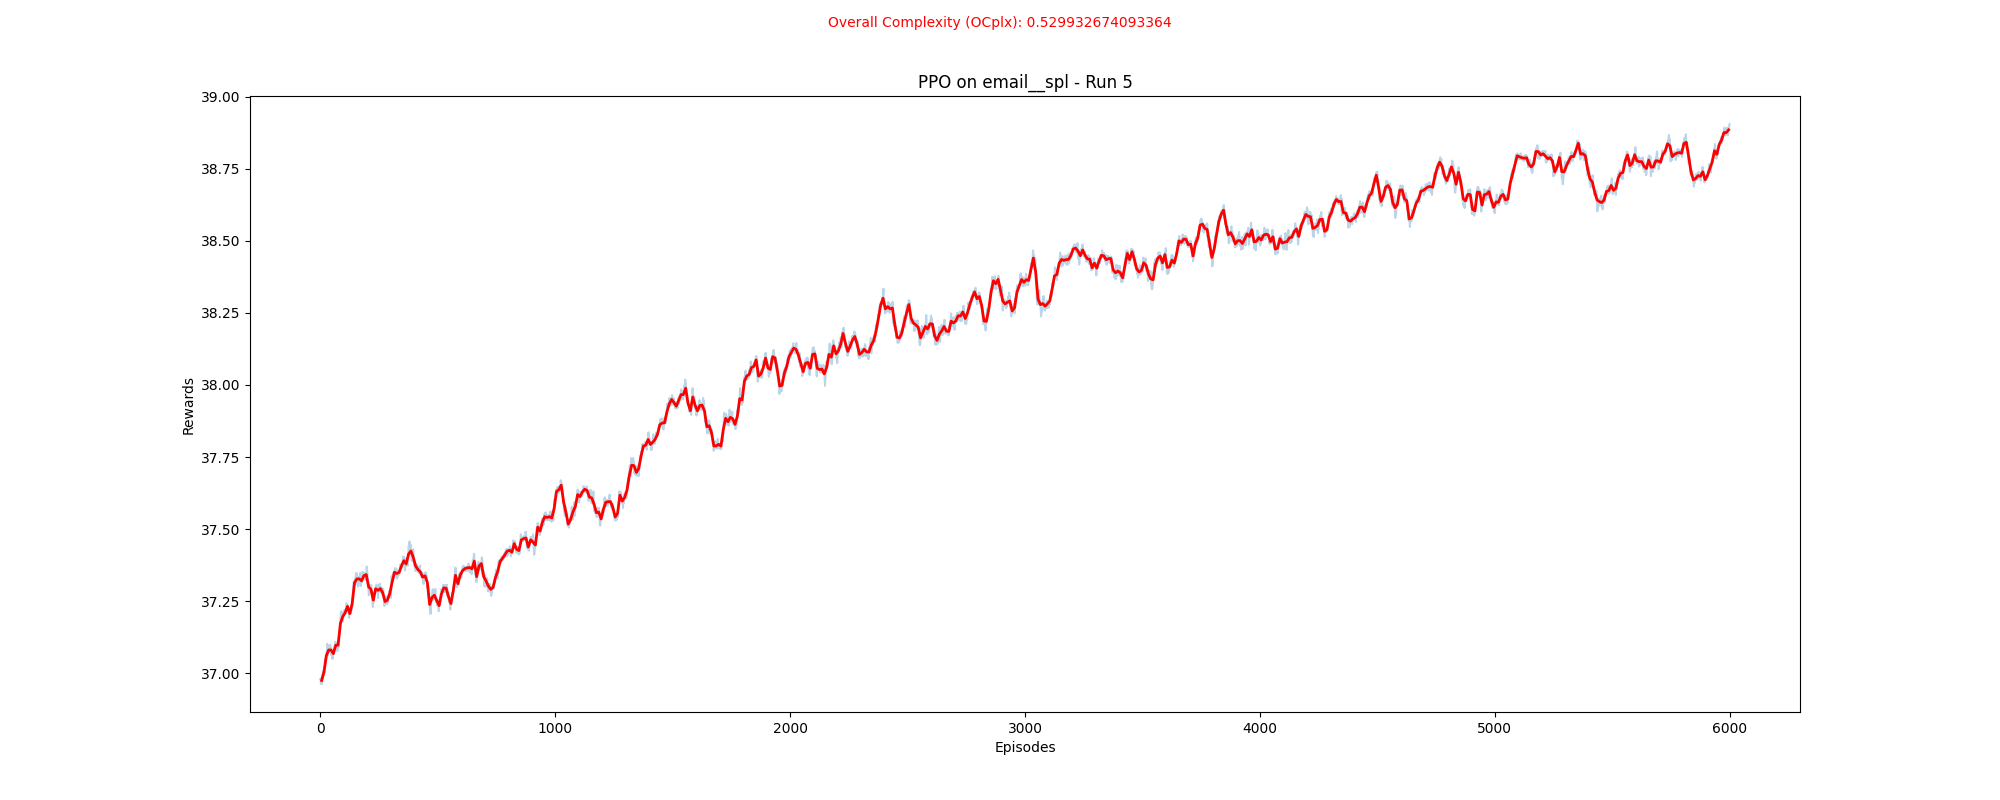 Overall Complexity (OCplx): 0.529932674093364
PPO on email__spl - Run 5
39.00
38.75
38.50
38.25
38.00
37.75
37.50
37.25
37.00
Rewards
0 1000 2000 3000 4000 5000 6000
Episodes